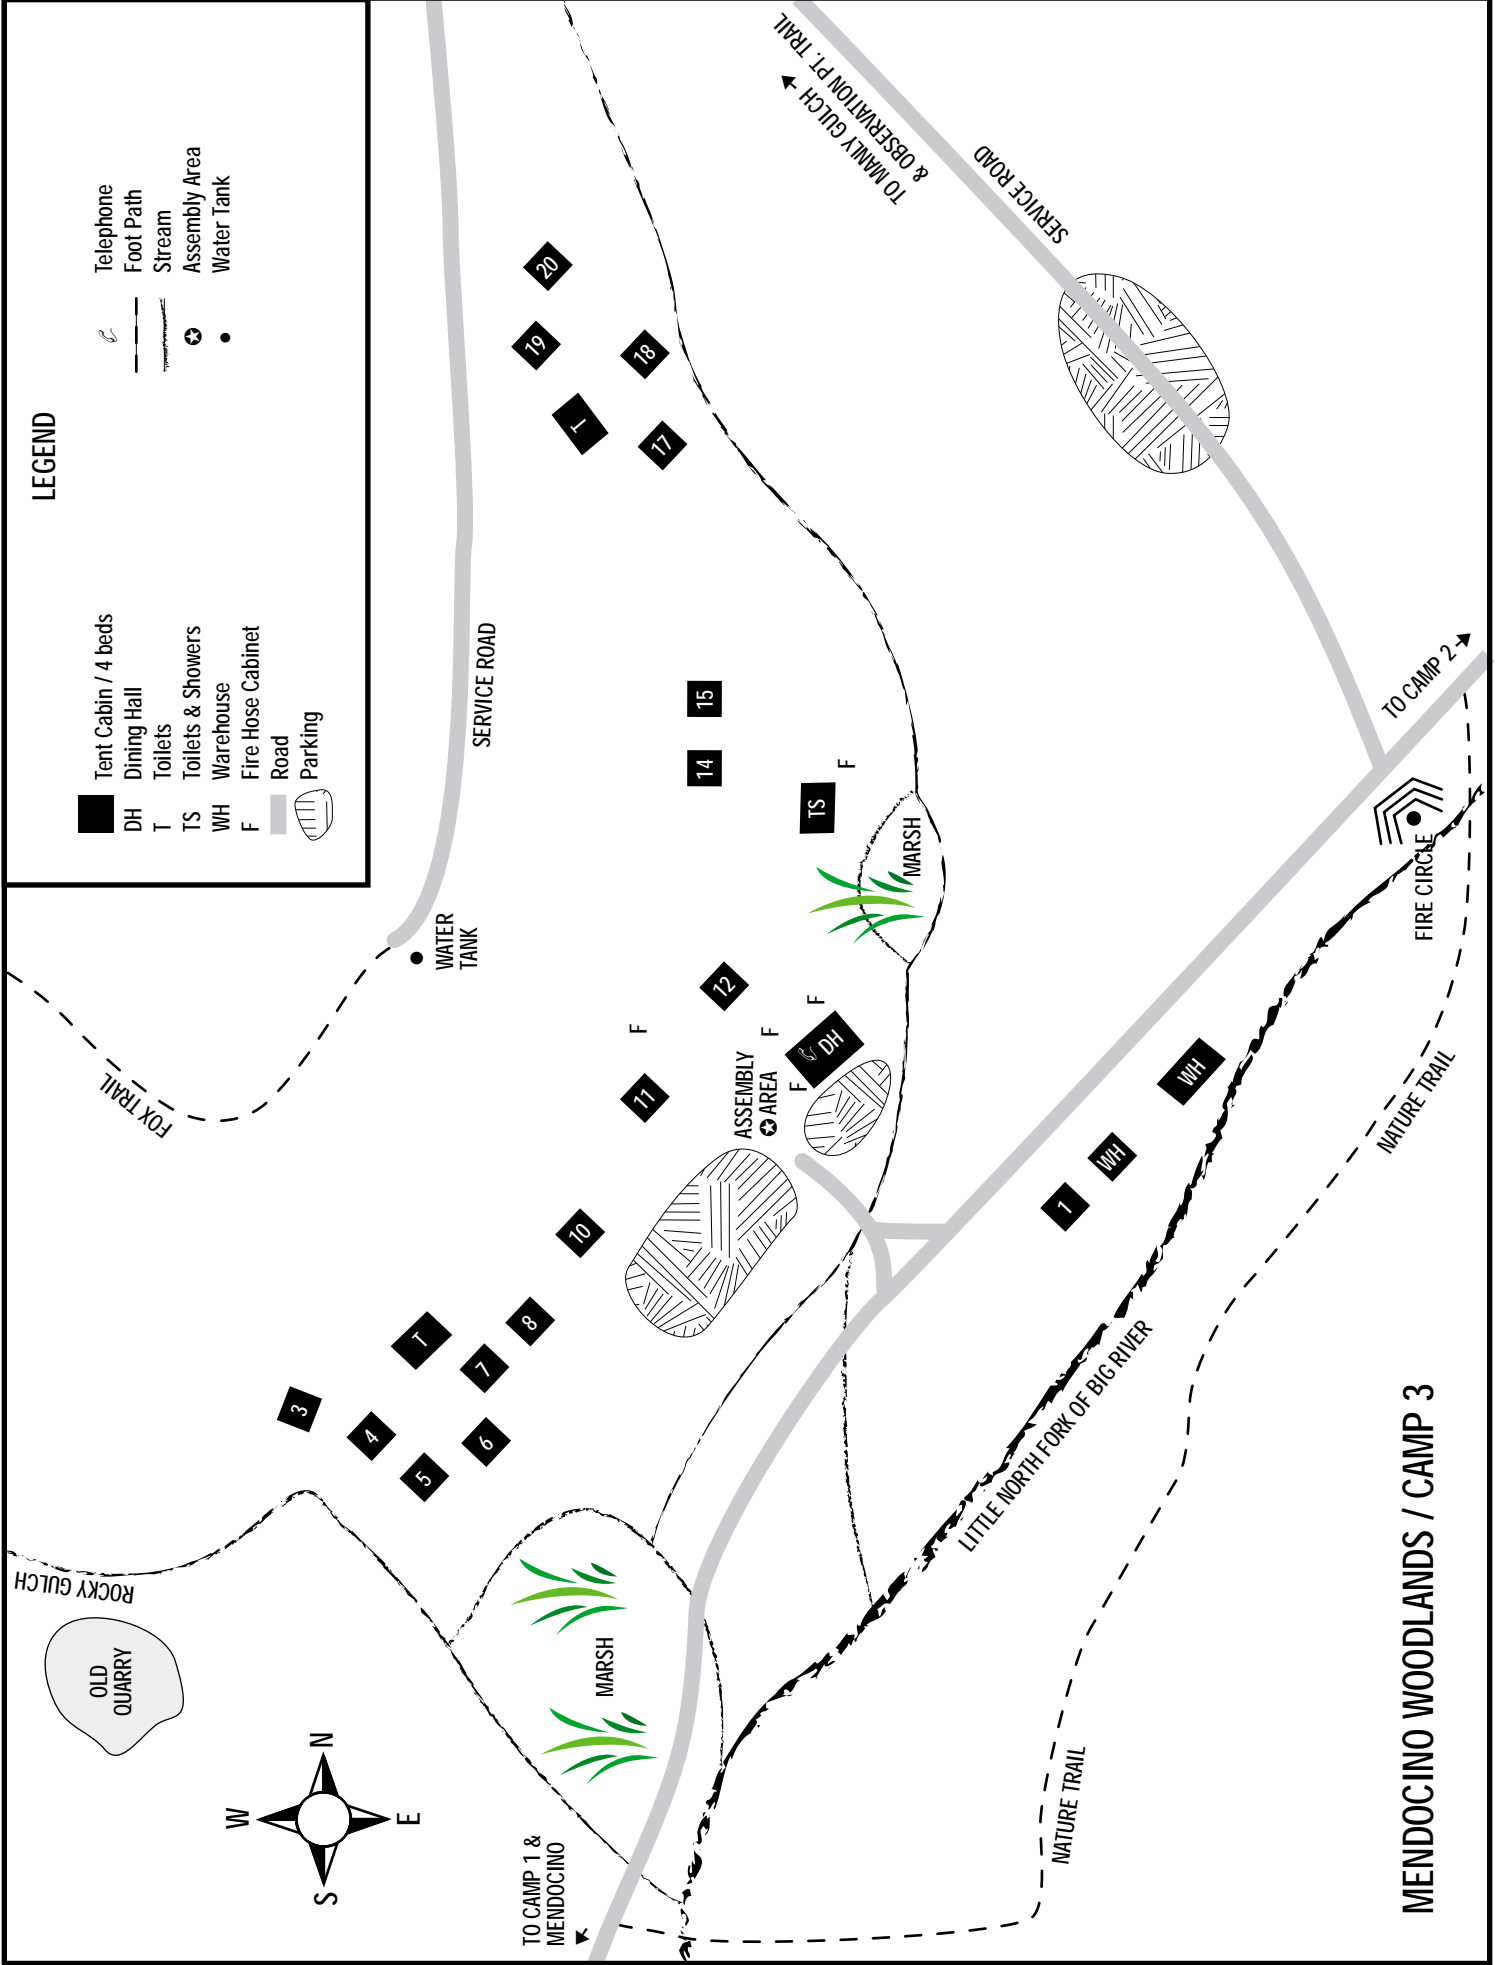 LEGEND
Tent Cabin / 4 beds
DH Dining Hall
T Toilets
TS Toilets & Showers
WH Warehouse
F Fire Hose Cabinet
Road
Parking
Telephone
Foot Path
Stream
Assembly Area
Water Tank
OLD
QUARRY
ROCKY GULCH
FOX TRAIL
W
N
S
E
WATER
TANK
SERVICE ROAD
3
4
5
6
7
T
8
10
11
F
12
14
15
T
17
18
19
20
ASSEMBLY
AREA
F
F
F
DH
TS
F
MARSH
MARSH
TO CAMP 1 &
MENDOCINO
TO MANLY GULCH
& OBSERVATION PT. TRAIL
SERVICE ROAD
TO CAMP 2
1
WH
WH
FIRE CIRCLE
LITTLE NORTH FORK OF BIG RIVER
NATURE TRAIL
NATURE TRAIL
MENDOCINO WOODLANDS / CAMP 3